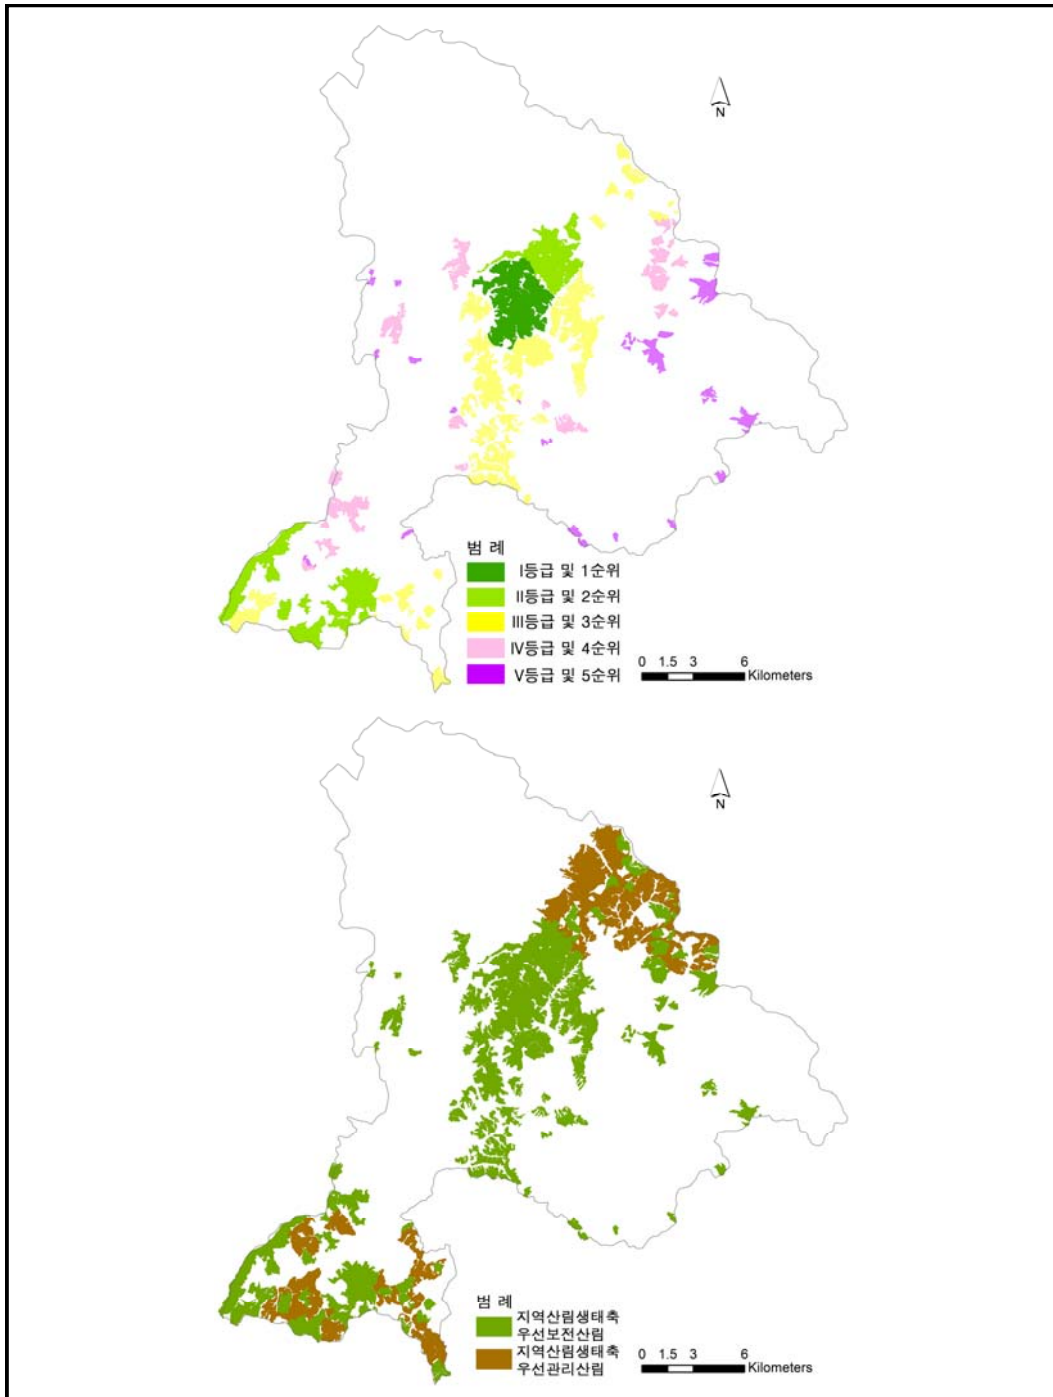 N
범 례
I등급 및 1순위
II등급 및 2순위
III등급 및 3순위
IV등급 및 4순위
V등급 및 5순위
0 1.5 3 6
Kilometers
N
범 례
지역산림생태축
우선보전산림
지역산림생태축
우선관리산림
0 1.5 3 6
Kilometers